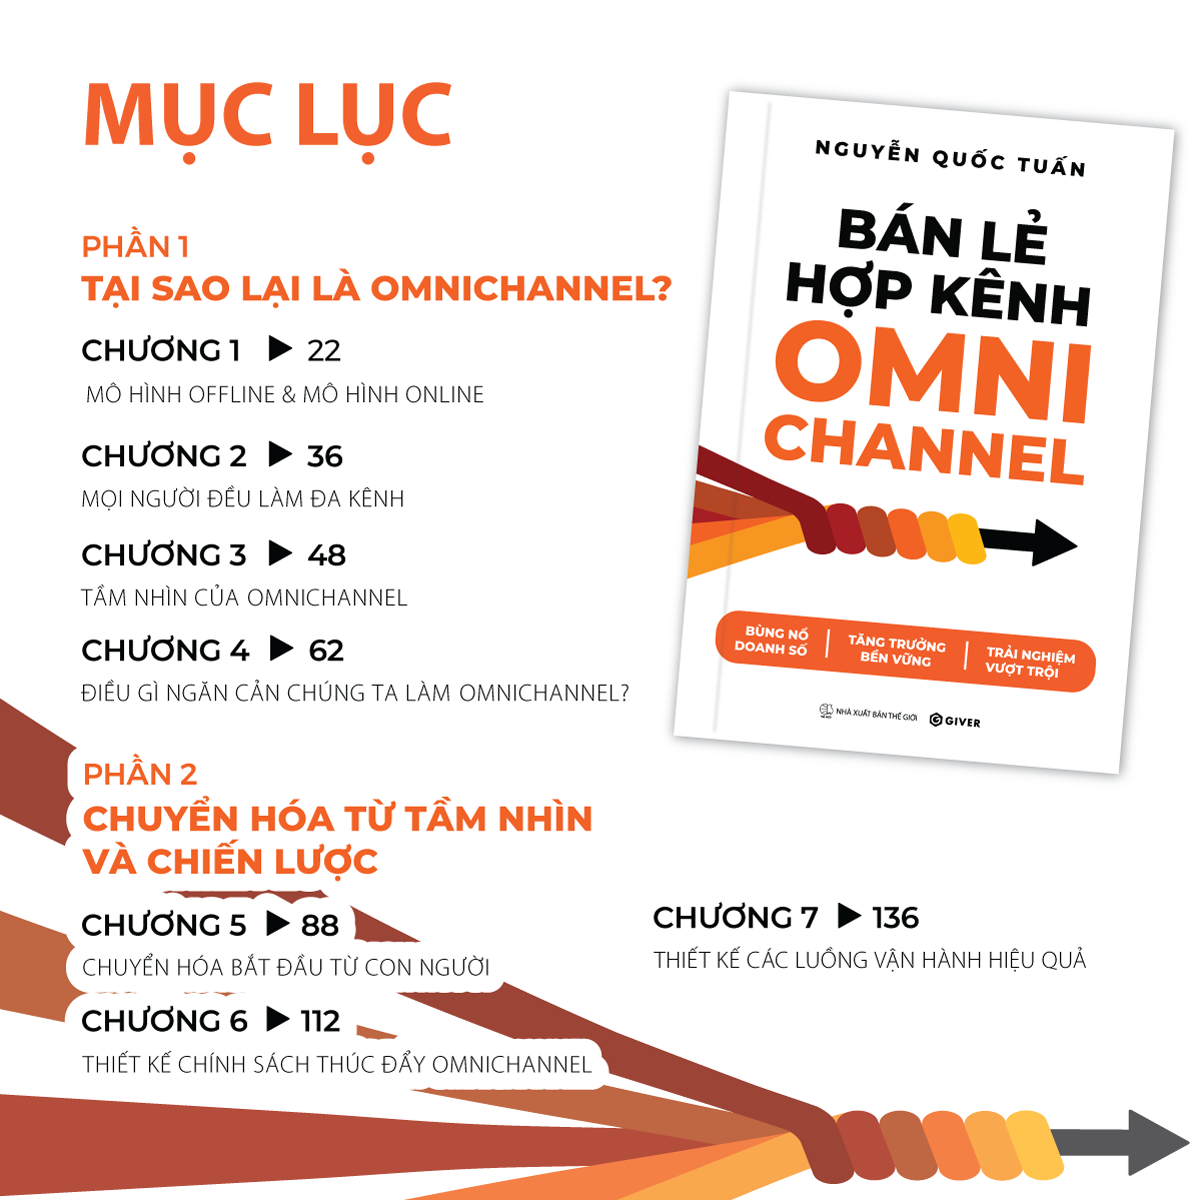 MỤC LỤC
PHẦN 1
TẠI SAO LẠI LÀ OMNICHANNEL?
CHƯƠNG 1 ▶ 22
MÔ HÌNH OFFLINE & MÔ HÌNH ONLINE
CHƯƠNG 2 ▶ 36
MỌI NGƯỜI ĐỀU LÀM ĐA KÊNH
CHƯƠNG 3 ▶ 48
TẦM NHÌN CỦA OMNICHANNEL
CHƯƠNG 4 ▶ 62
ĐIỀU GÌ NGĂN CẢN CHÚNG TA LÀM OMNICHANNEL?
PHẦN 2
CHUYỂN HÓA TỪ TẦM NHÌN
VÀ CHIẾN LƯỢC
CHƯƠNG 5 ▶ 88
CHUYỂN HÓA BẮT ĐẦU TỪ CON NGƯỜI
CHƯƠNG 6 ▶ 112
THIẾT KẾ CHÍNH SÁCH THÚC ĐẨY OMNICHANNEL
CHƯƠNG 7 ▶ 136
THIẾT KẾ CÁC LUỒNG VẬN HÀNH HIỆU QUẢ
NGUYỄN QUỐC TUẤN
BÁN LẺ
HỢP KÊNH
OMNI
CHANNEL
BÙNG NỔ
DOANH SỐ
TĂNG TRƯỞNG
BỀN VỮNG
TRẢI NGHIỆM
VƯỢT TRỘI
NHÀ XUẤT BẢN THẾ GIỚI
GIVER